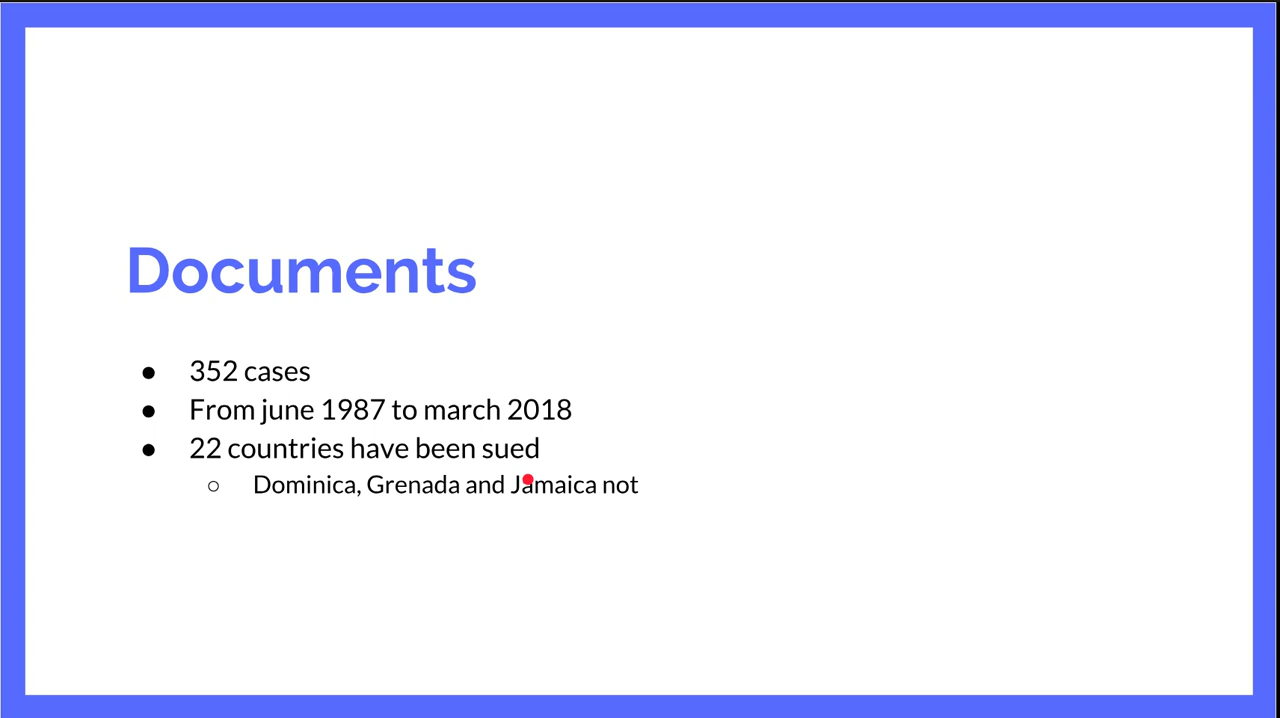 Documents
● 352 cases
● From june 1987 to march 2018
● 22 countries have been sued
○ Dominica, Grenada and Jamaica not